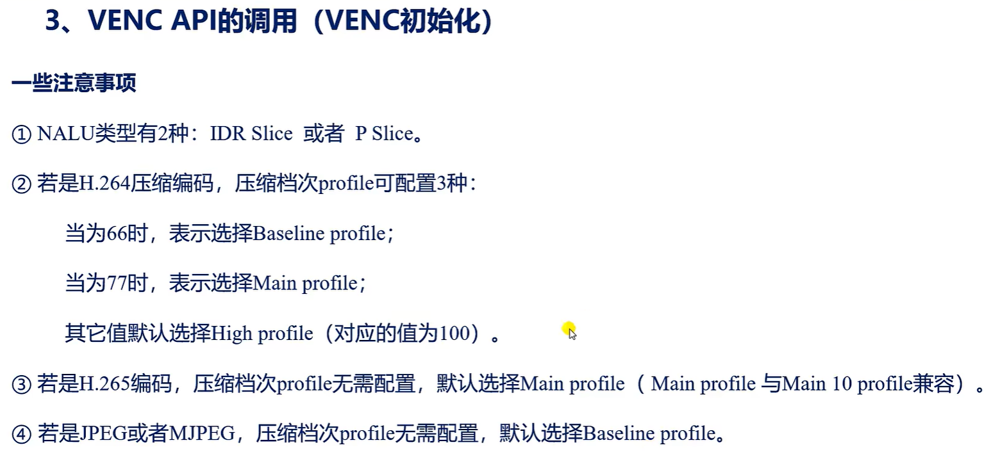 3、VENC API的调用（VENC初始化）
一些注意事项
① NALU类型有2种：IDR Slice 或者 P Slice。
② 若是H.264压缩编码，压缩档次profile可配置3种：
当为66时，表示选择Baseline profile；
当为77时，表示选择Main profile；
其它值默认选择High profile（对应的值为100）。
③ 若是H.265编码，压缩档次profile无需配置，默认选择Main profile（ Main profile 与Main 10 profile兼容）。
④ 若是JPEG或者MJPEG，压缩档次profile无需配置，默认选择Baseline profile。